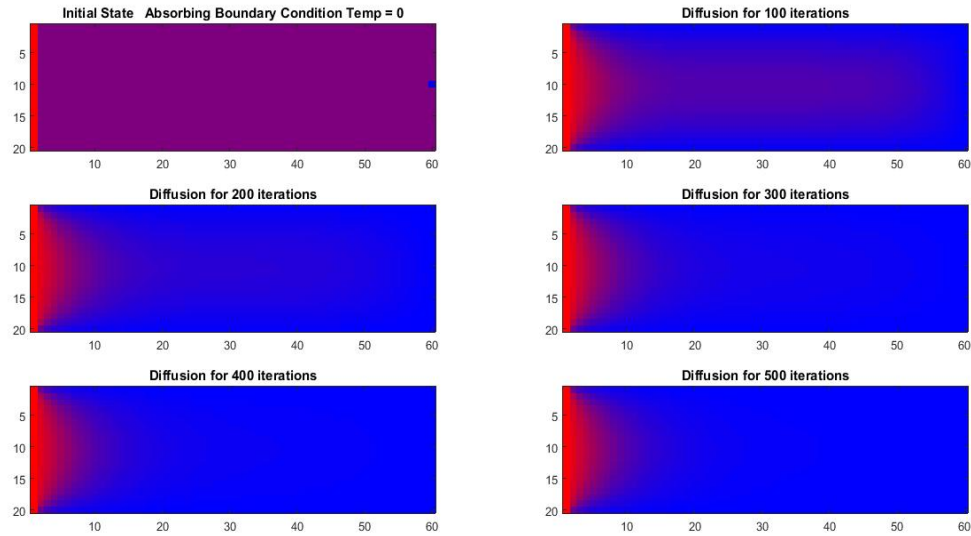 Initial State   Absorbing Boundary Condition Temp = 0
5
10
15
20
10 20 30 40 50 60
Diffusion for 100 iterations
5
10
15
20
10 20 30 40 50 60
Diffusion for 200 iterations
5
10
15
20
10 20 30 40 50 60
Diffusion for 300 iterations
5
10
15
20
10 20 30 40 50 60
Diffusion for 400 iterations
5
10
15
20
10 20 30 40 50 60
Diffusion for 500 iterations
5
10
15
20
10 20 30 40 50 60